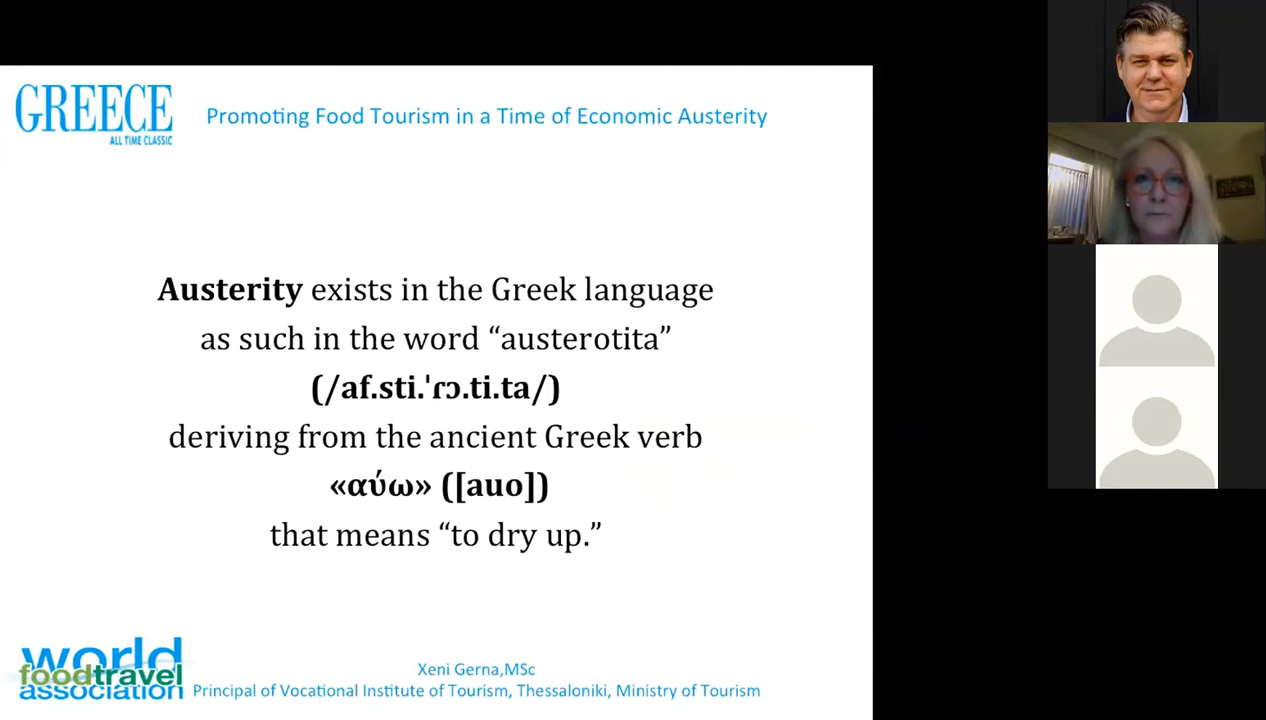 GREECE
ALL TIME CLASSIC
Promoting Food Tourism in a Time of Economic Austerity
Austerity exists in the Greek language
as such in the word “austerotita”
(/af.sti.ˈɾɔ.ti.ta/)
deriving from the ancient Greek verb
«αύω» ([auo])
that means “to dry up.”
world
foodtravel
association
Xeni Gerna,MSc
Principal of Vocational Institute of Tourism, Thessaloniki, Ministry of Tourism